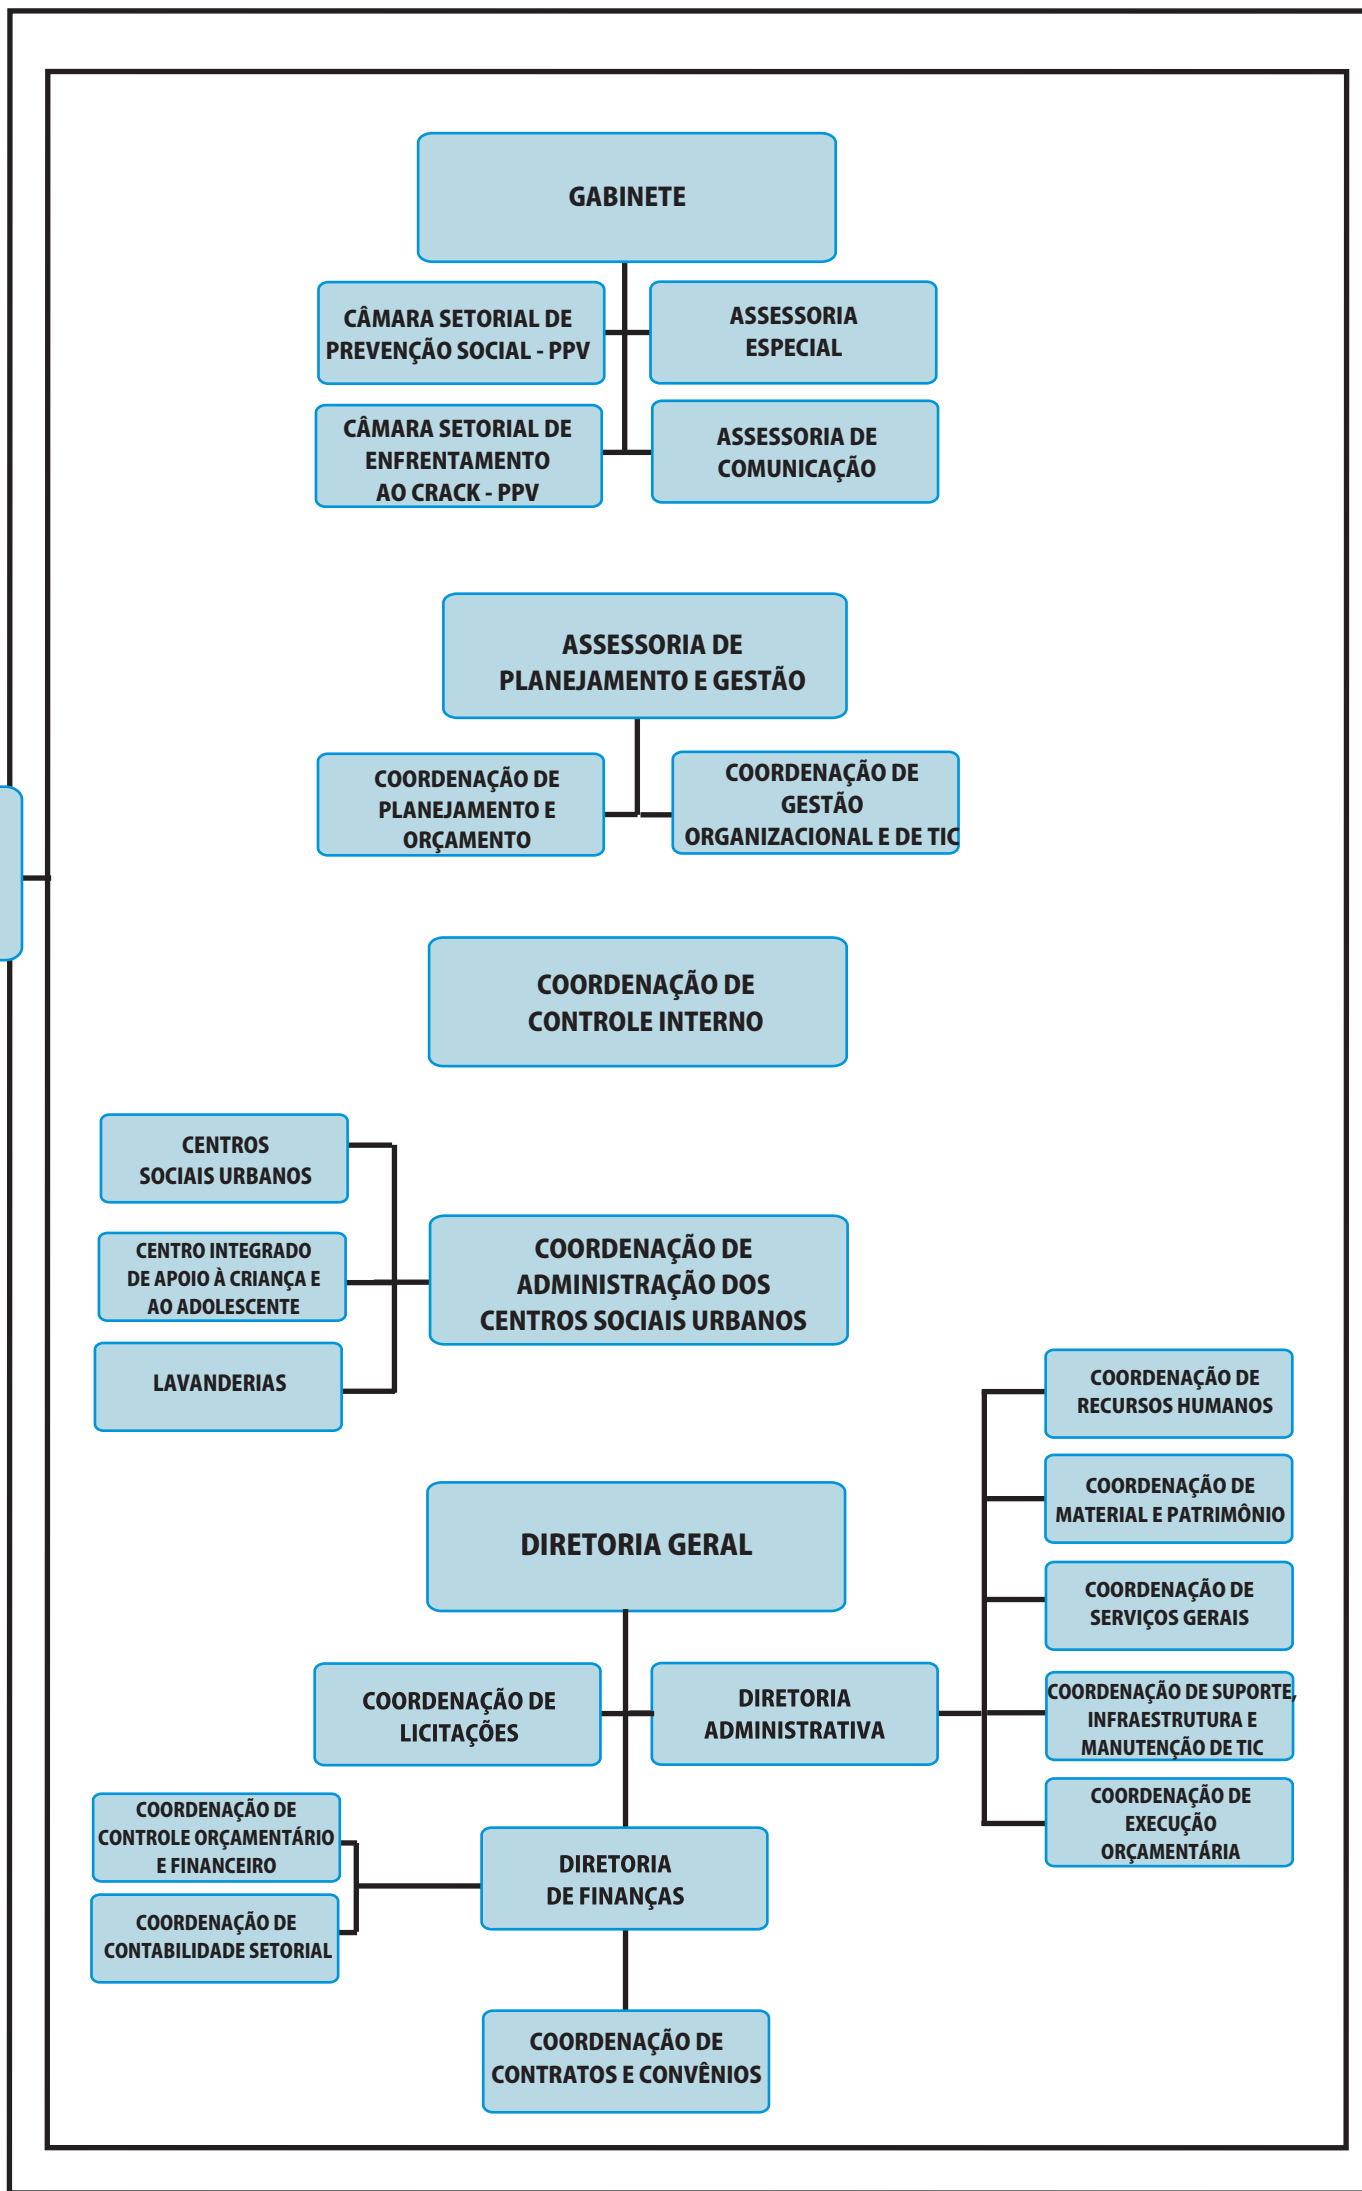 GABINETE
CÂMARA SETORIAL DE
PREVENÇÃO SOCIAL - PPV
ASSESSORIA
ESPECIAL
CÂMARA SETORIAL DE
ENFRENTAMENTO
AO CRACK - PPV
ASSESSORIA DE
COMUNICAÇÃO
ASSESSORIA DE
PLANEJAMENTO E GESTÃO
COORDENAÇÃO DE
PLANEJAMENTO E
ORÇAMENTO
COORDENAÇÃO DE
GESTÃO
ORGANIZACIONAL E DE TIC
COORDENAÇÃO DE
CONTROLE INTERNO
CENTROS
SOCIAIS URBANOS
CENTRO INTEGRADO
DE APOIO À CRIANÇA E
AO ADOLESCENTE
LAVANDERIAS
COORDENAÇÃO DE
ADMINISTRAÇÃO DOS
CENTROS SOCIAIS URBANOS
DIRETORIA GERAL
COORDENAÇÃO DE
RECURSOS HUMANOS
COORDENAÇÃO DE
MATERIAL E PATRIMÔNIO
COORDENAÇÃO DE
SERVIÇOS GERAIS
COORDENAÇÃO DE SUPORTE,
INFRAESTRUTURA E
MANUTENÇÃO DE TIC
COORDENAÇÃO DE
EXECUÇÃO
ORÇAMENTÁRIA
COORDENAÇÃO DE
LICITAÇÕES
DIRETORIA
ADMINISTRATIVA
COORDENAÇÃO DE
CONTROLE ORÇAMENTÁRIO
E FINANCEIRO
COORDENAÇÃO DE
CONTABILIDADE SETORIAL
DIRETORIA
DE FINANÇAS
COORDENAÇÃO DE
CONTRATOS E CONVÊNIOS